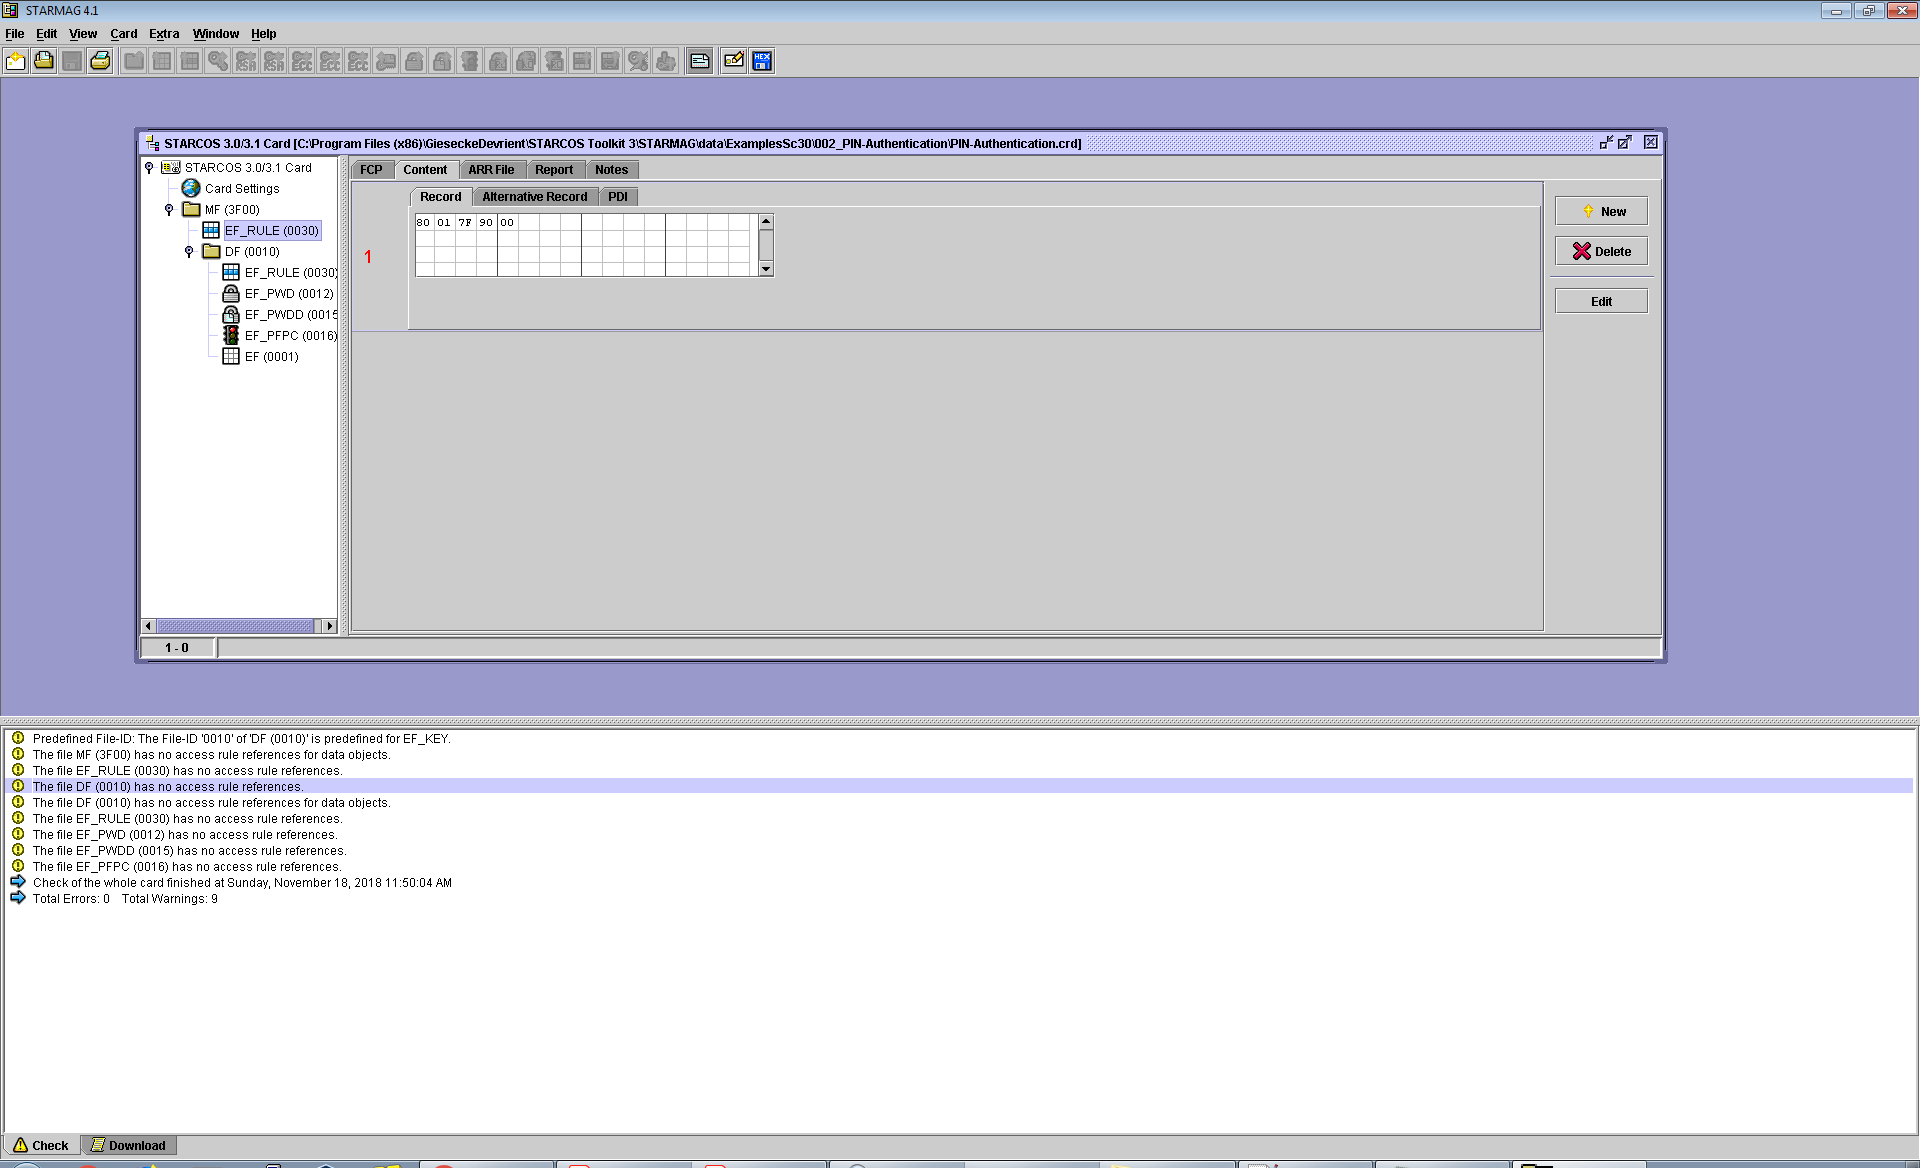 STARMAG 4.1
File Edit View Card Extra Window Help
RSA RSA ECC ECC ECC HEX
STARCOS 3.0/3.1 Card [C:\Program Files (x86)\GieseckeDevrient\STARCOS Toolkit 3\STARMAG\data\ExamplesSc30\002_PIN-Authentication\PIN-Authentication.crd]
STARCOS 3.0/3.1 Card
Card Settings
MF (3F00)
EF_RULE (0030)
DF (0010)
EF_RULE (0030)
EF_PWD (0012)
EF_PWDD (0015
EF_PFPC (0016)
EF (0001)
FCP Content ARR File Report Notes
Record Alternative Record PDI
80 01 7F 90 00
1
New
Delete
Edit
1 - 0
Predefined File-ID: The File-ID '0010' of 'DF (0010)' is predefined for EF_KEY.
The file MF (3F00) has no access rule references for data objects.
The file EF_RULE (0030) has no access rule references.
The file DF (0010) has no access rule references.
The file DF (0010) has no access rule references for data objects.
The file EF_RULE (0030) has no access rule references.
The file EF_PWD (0012) has no access rule references.
The file EF_PWDD (0015) has no access rule references.
The file EF_PFPC (0016) has no access rule references.
Check of the whole card finished at Sunday, November 18, 2018 11:50:04 AM
Total Errors: 0 Total Warnings: 9
Check Download